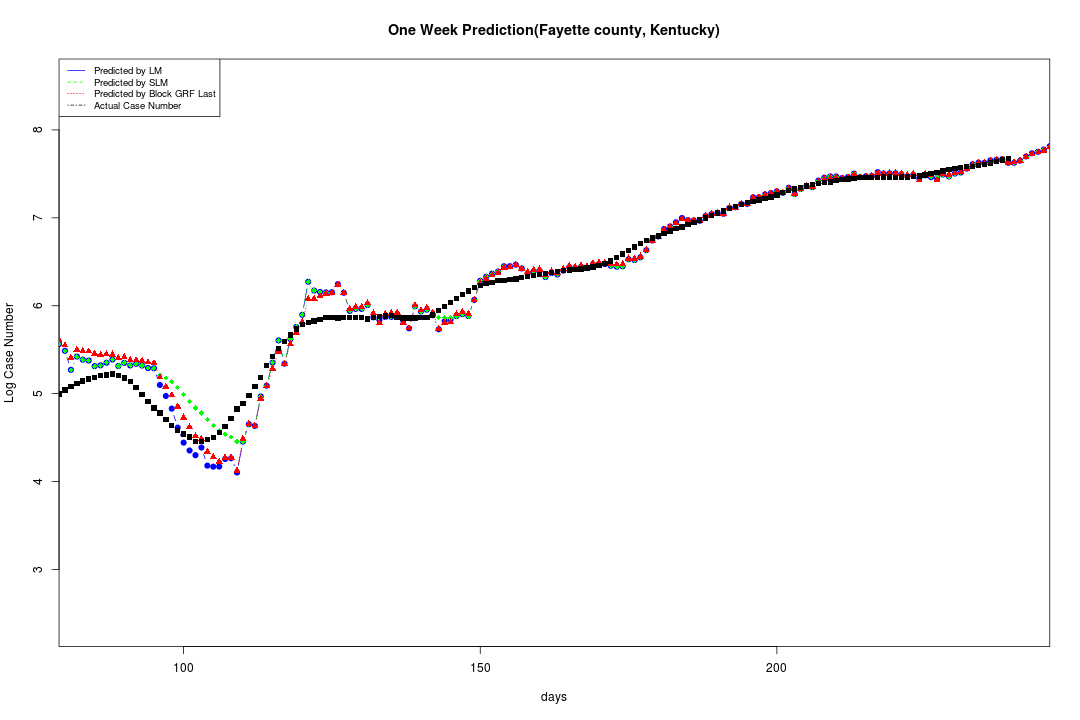 One Week Prediction(Fayette county, Kentucky)
Predicted by LM
Predicted by SLM
Predicted by Block GRF Last
Actual Case Number
8
7
6
5
4
3
Log Case Number
100 150 200
days